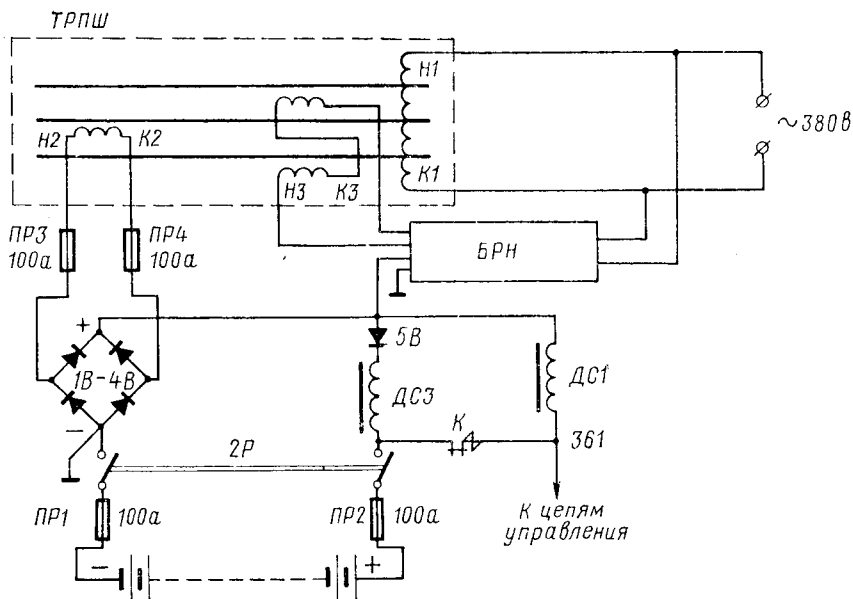 ТРПШ
Н1
Н2
К2
Н3
К3
К1
~380в
ПР3
100а
ПР4
100а
БРН
+
1В-4В
−
5В
ДС3
ДС1
К
361
2Р
К цепям
управления
ПР1
100а
ПР2
100а
−
+